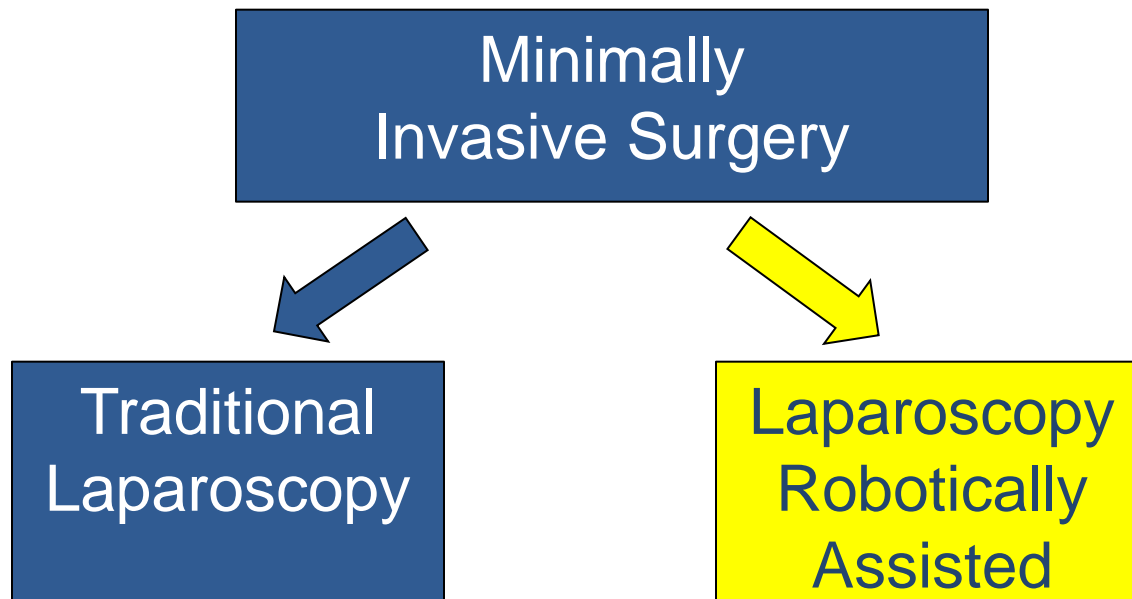 Minimally
Invasive Surgery
Traditional
Laparoscopy
Laparoscopy
Robotically
Assisted